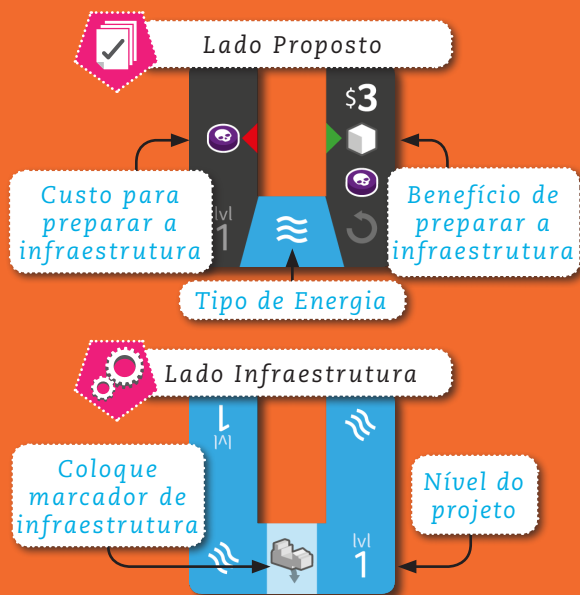 Lado Proposto
$3
Custo para
preparar a
infraestrutura
lvl
1
Benefício de
preparar a
infraestrutura
Tipo de Energia
Lado Infraestrutura
lvl
1
Coloque
marcador de
infraestrutura
Nível do
projeto
lvl
1